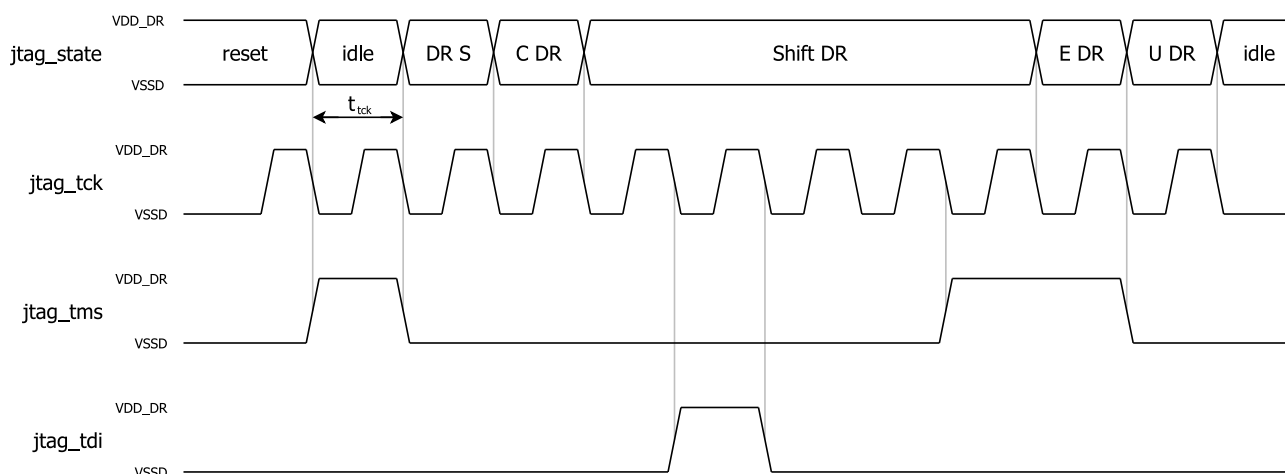 VDD_DR
jtag_state reset idle DR S C DR Shift DR E DR U DR idle
VSSD
t tck
VDD_DR
jtag_tck
VSSD
VDD_DR
jtag_tms
VSSD
VDD_DR
jtag_tdi
VSSD